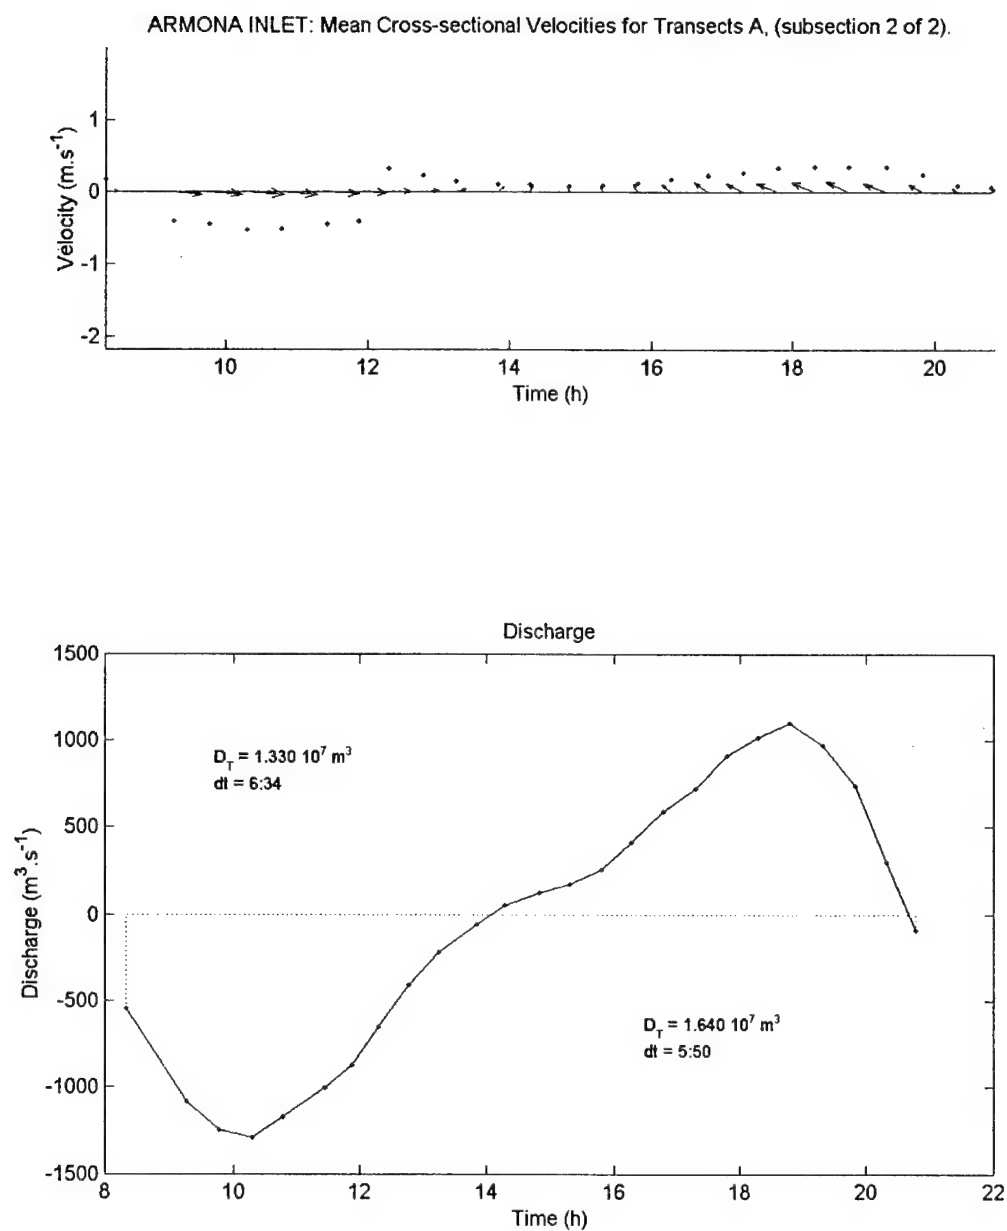 ARMONA INLET: Mean Cross-sectional Velocities for Transects A, (subsection 2 of 2).
Velocity (m.s⁻¹)
1
0
-1
-2
10 12 14 16 18 20
Time (h)
Discharge
Discharge (m³.s⁻¹)
1500
1000
500
0
-500
-1000
-1500
D_T = 1.330 10⁷ m³
dt = 6:34
D_T = 1.640 10⁷ m³
dt = 5:50
8 10 12 14 16 18 20 22
Time (h)